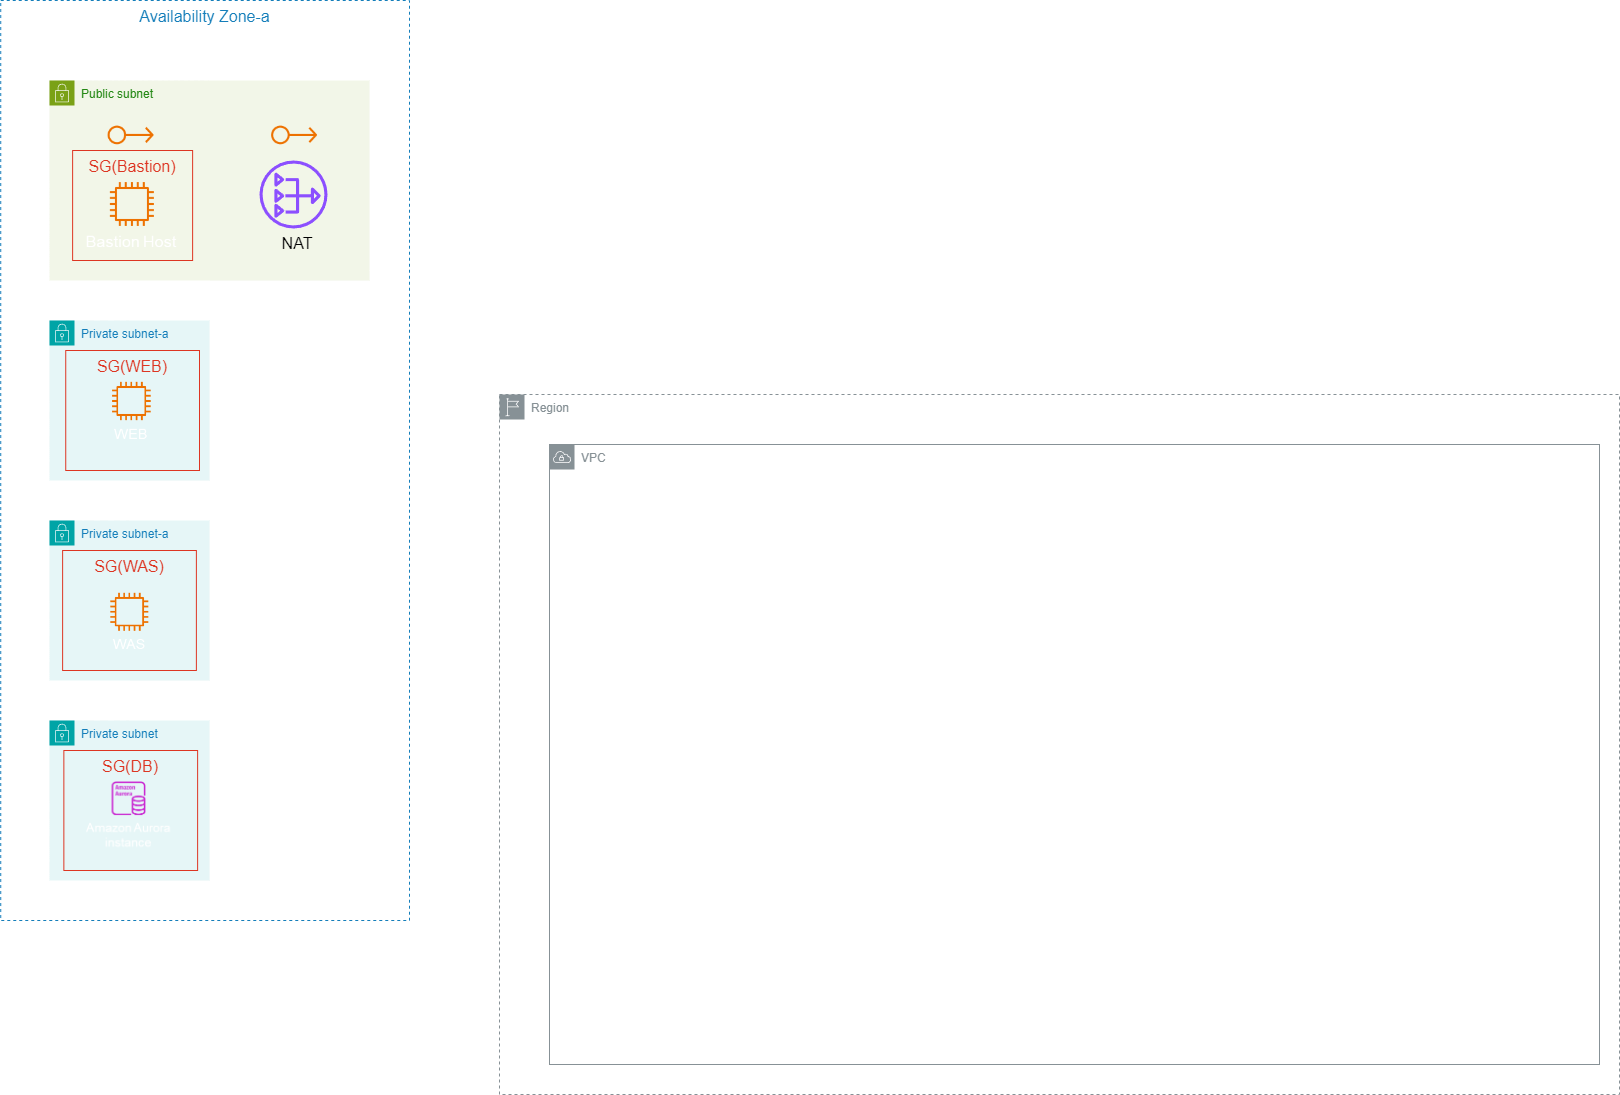 Availability Zone-a
Public subnet
SG(Bastion)
Bastion Host
NAT
Private subnet-a
SG(WEB)
WEB
Private subnet-a
SG(WAS)
WAS
Private subnet
SG(DB)
Amazon
Aurora
Amazon Aurora
instance
Region
VPC